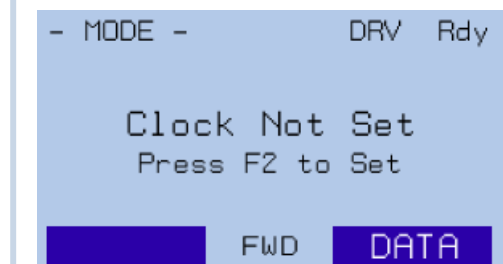 - MODE - DRV Rdy
Clock Not Set
Press F2 to Set
FWD DATA